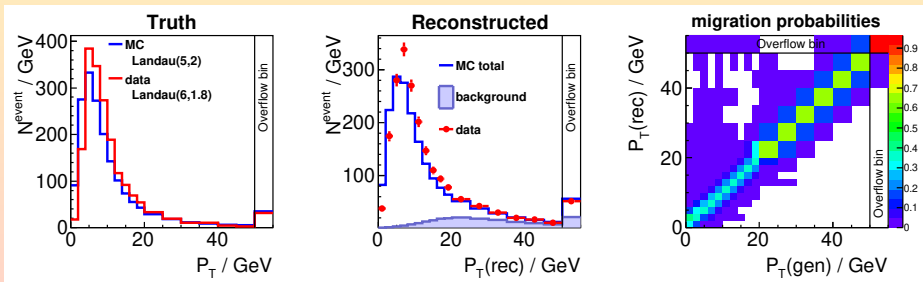 Truth
N^event / GeV
400
300
200
100
0
MC
Landau(5,2)
data
Landau(6,1.8)
Overflow bin
0 20 40
P_T / GeV
Reconstructed
N^event / GeV
300
200
100
0
MC total
background
data
Overflow bin
0 20 40
P_T(rec) / GeV
migration probabilities
P_T(rec) / GeV
40
20
0
Overflow bin
Overflow bin
0 20 40
P_T(gen) / GeV
0.9
0.8
0.7
0.6
0.5
0.4
0.3
0.2
0.1
0